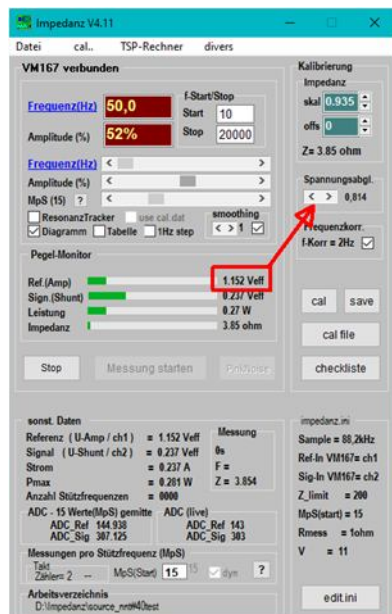 Impedanz V4.11
Datei cal.. TSP-Rechner divers
VM167 verbunden
Frequenz(Hz) 50,0
Amplitude (%) 52%
f-Start/Stop
Start 10
Stop 20000
Frequenz(Hz) < >
Amplitude (%) < >
MpS (15) ? < >
ResonanzTracker use cal.dat smoothing
Diagramm Tabelle 1Hz step < > 1
Pegel-Monitor
Ref.(Amp) 1.152 Veff
Sign.(Shunt) 0.237 Veff
Leistung 0.27 W
Impedanz 3.85 ohm
Stop Messung starten PinkNoise
Kalibrierung
Impedanz
skal 0.935
offs 0
Z= 3.85 ohm
Spannungsabgl.
< > 0,814
Frequenzkorr.
f-Korr = 2Hz
cal save
cal file
checkliste
sonst. Daten
Referenz ( U-Amp / ch1 ) = 1.152 Veff
Signal ( U-Shunt / ch2 ) = 0.237 Veff
Strom = 0.237 A
Pmax = 0.281 W
Anzahl Stützfrequenzen = 0000
Messung
0s
F =
Z = 3.854
ADC - 15 Werte(MpS) gemitte
ADC_Ref 144.938
ADC_Sig 307.125
ADC (live)
ADC_Ref 143
ADC_Sig 303
Messungen pro Stützfrequenz (MpS)
Takt
Zähler= 2 -- MpS(Start) 15 15 dyn ?
Arbeitsverzeichnis
D:\Impedanz\source_nnt#40test
impedanz.ini
Sample = 88,2kHz
Ref-In VM167= ch1
Sig-In VM167= ch2
Z_limit = 200
MpS(start) = 15
Rmess = 1ohm
V = 11
edit.ini